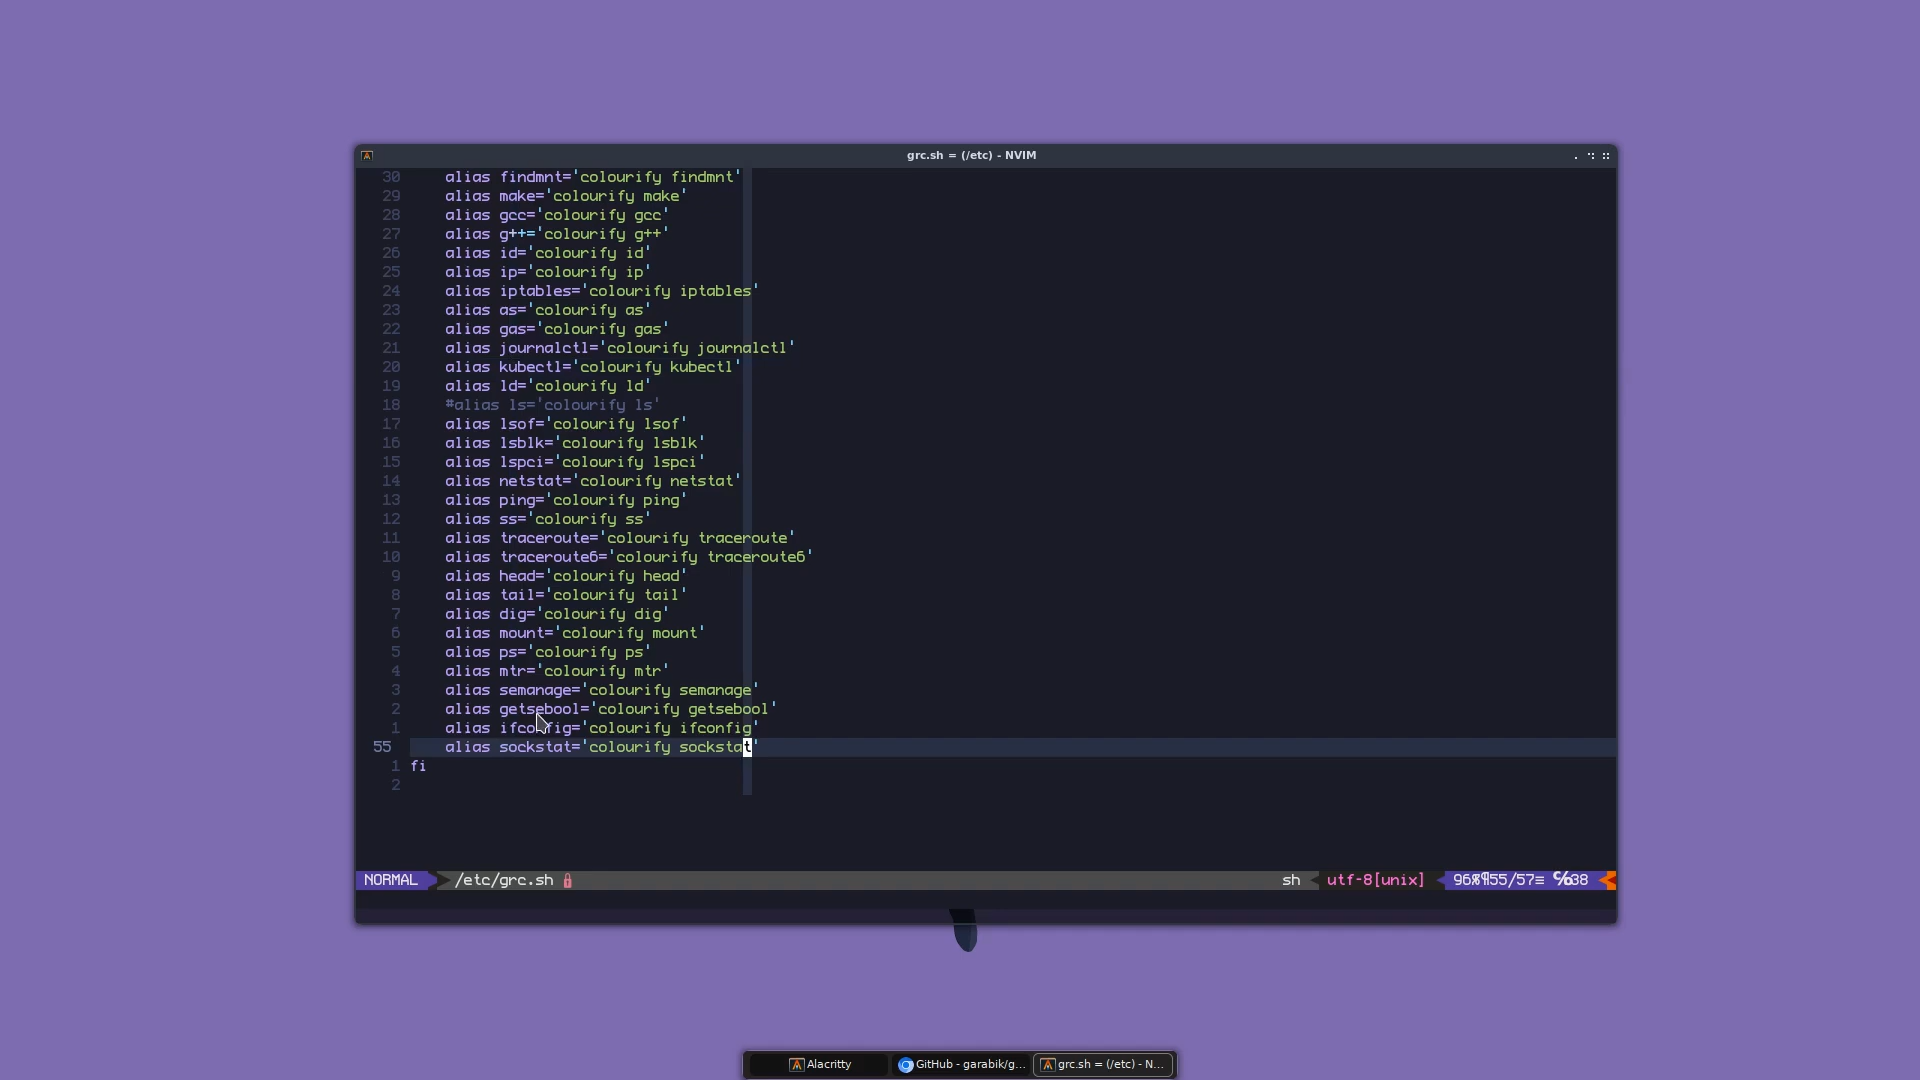 grc.sh = (/etc) - NVIM
30 alias findmnt='colourify findmnt'
29 alias make='colourify make'
28 alias gcc='colourify gcc'
27 alias g++='colourify g++'
26 alias id='colourify id'
25 alias ip='colourify ip'
24 alias iptables='colourify iptables'
23 alias as='colourify as'
22 alias gas='colourify gas'
21 alias journalctl='colourify journalctl'
20 alias kubectl='colourify kubectl'
19 alias ld='colourify ld'
18 #alias ls='colourify ls'
17 alias lsof='colourify lsof'
16 alias lsblk='colourify lsblk'
15 alias lspci='colourify lspci'
14 alias netstat='colourify netstat'
13 alias ping='colourify ping'
12 alias ss='colourify ss'
11 alias traceroute='colourify traceroute'
10 alias traceroute6='colourify traceroute6'
9 alias head='colourify head'
8 alias tail='colourify tail'
7 alias dig='colourify dig'
6 alias mount='colourify mount'
5 alias ps='colourify ps'
4 alias mtr='colourify mtr'
3 alias semanage='colourify semanage'
2 alias getsebool='colourify getsebool'
1 alias ifconfig='colourify ifconfig'
55 alias sockstat='colourify sockstat'
1 fi
2
NORMAL /etc/grc.sh sh utf-8[unix] 96%¶55/57≡ ℅38
Alacritty GitHub - garabik/g... grc.sh = (/etc) - N...